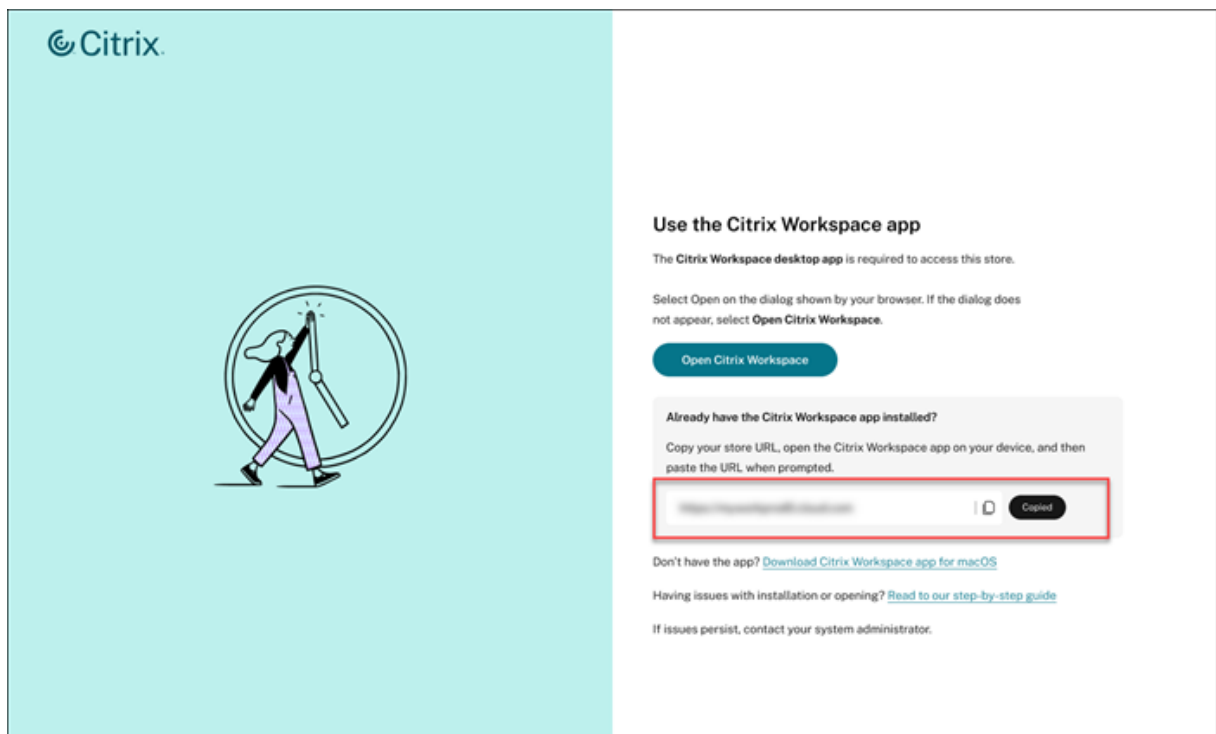 Citrix.
Use the Citrix Workspace app
The Citrix Workspace desktop app is required to access this store.
Select Open on the dialog shown by your browser. If the dialog does
not appear, select Open Citrix Workspace.
Open Citrix Workspace
Already have the Citrix Workspace app installed?
Copy your store URL, open the Citrix Workspace app on your device, and then
paste the URL when prompted.
Copied
Don't have the app? Download Citrix Workspace app for macOS
Having issues with installation or opening? Read to our step-by-step guide
If issues persist, contact your system administrator.